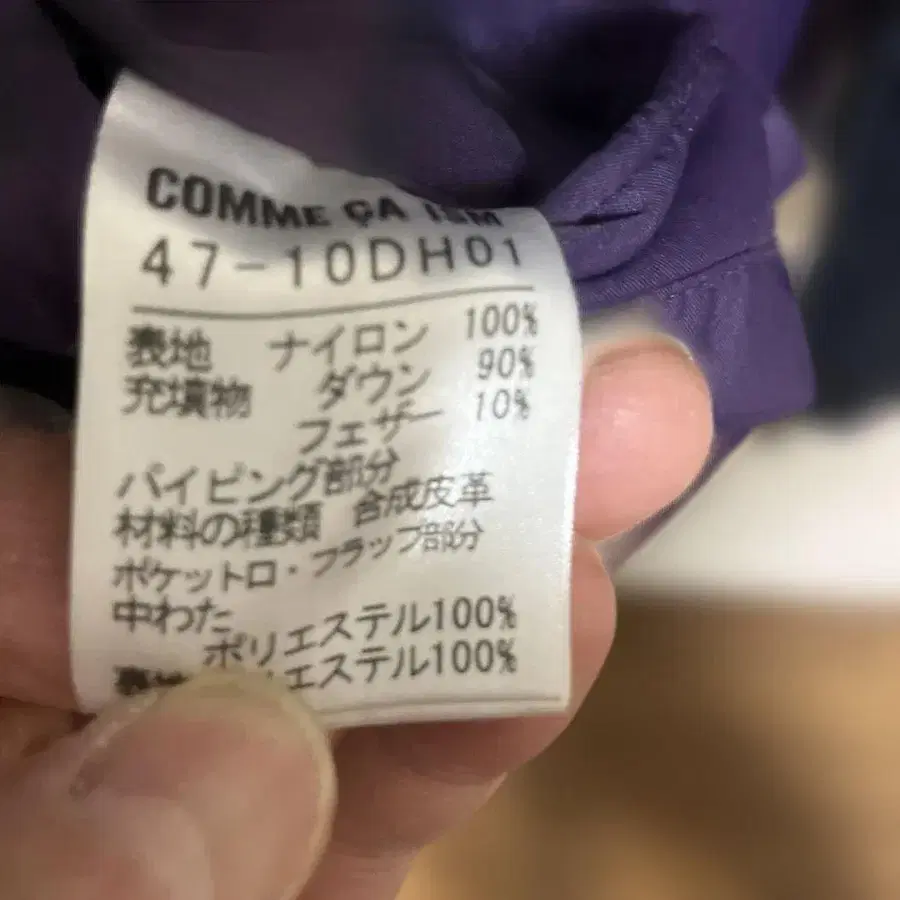 COMME ÇA ISM
47-10DH01
表地 ナイロン 100%
充填物 ダウン 90%
フェザー 10%
パイピング部分
材料の種類 合成皮革
ポケット口・フラップ部分
中わた
ポリエステル100%
エステル100%